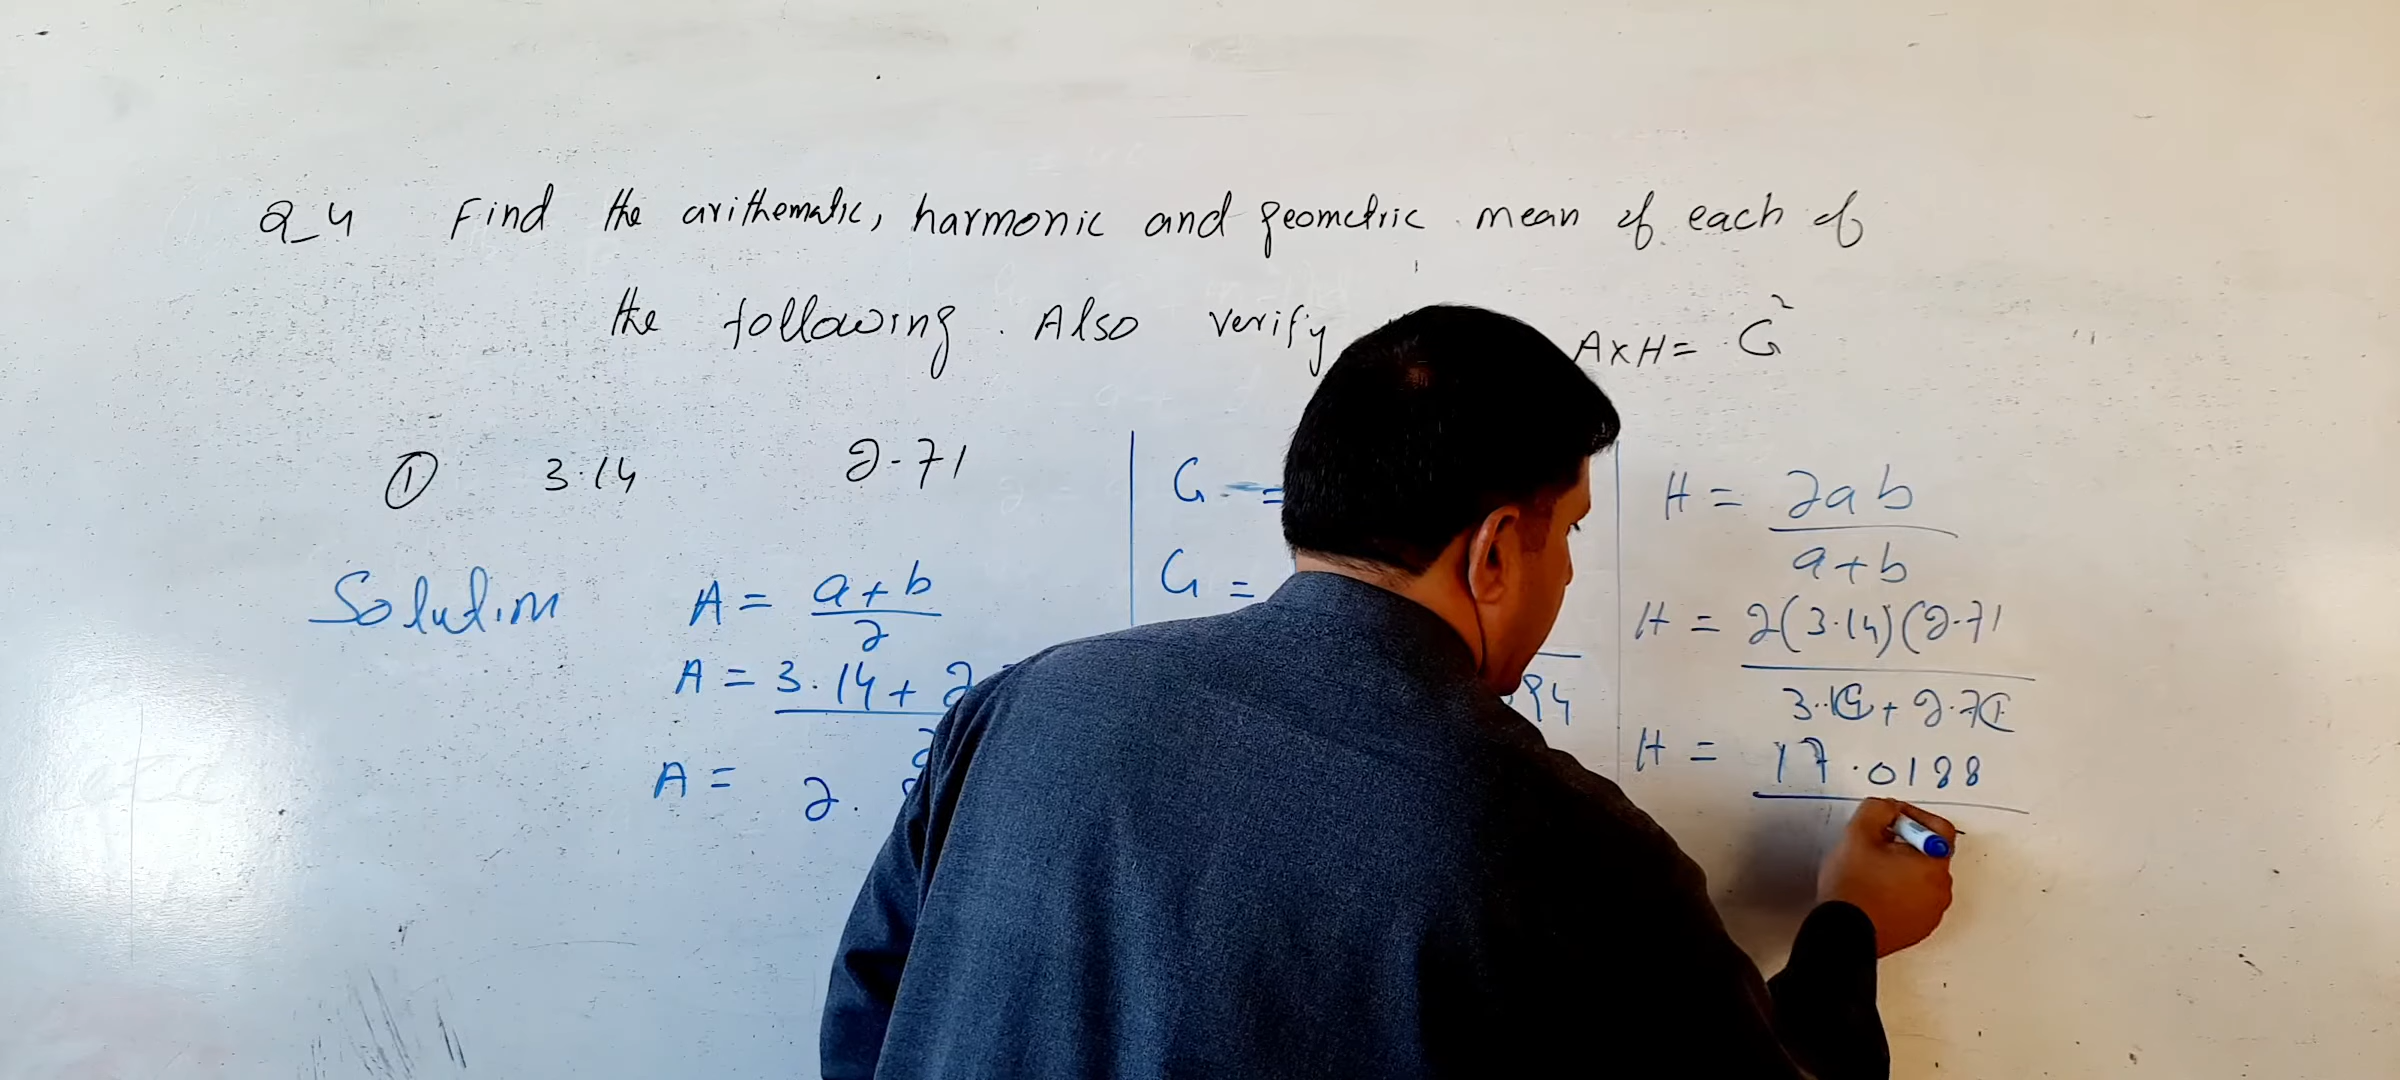 Q_4 Find the arithematic, harmonic and geometric mean of each of
the following. Also verify A×H= G²
① 3.14 2.71
Solution A = a+b
2
A = 3.14 + 2
2
A = 2.
G =
G =
94
H = 2ab
a+b
H = 2(3.14)(2.71
3.14 + 2.71
H = 17.0188